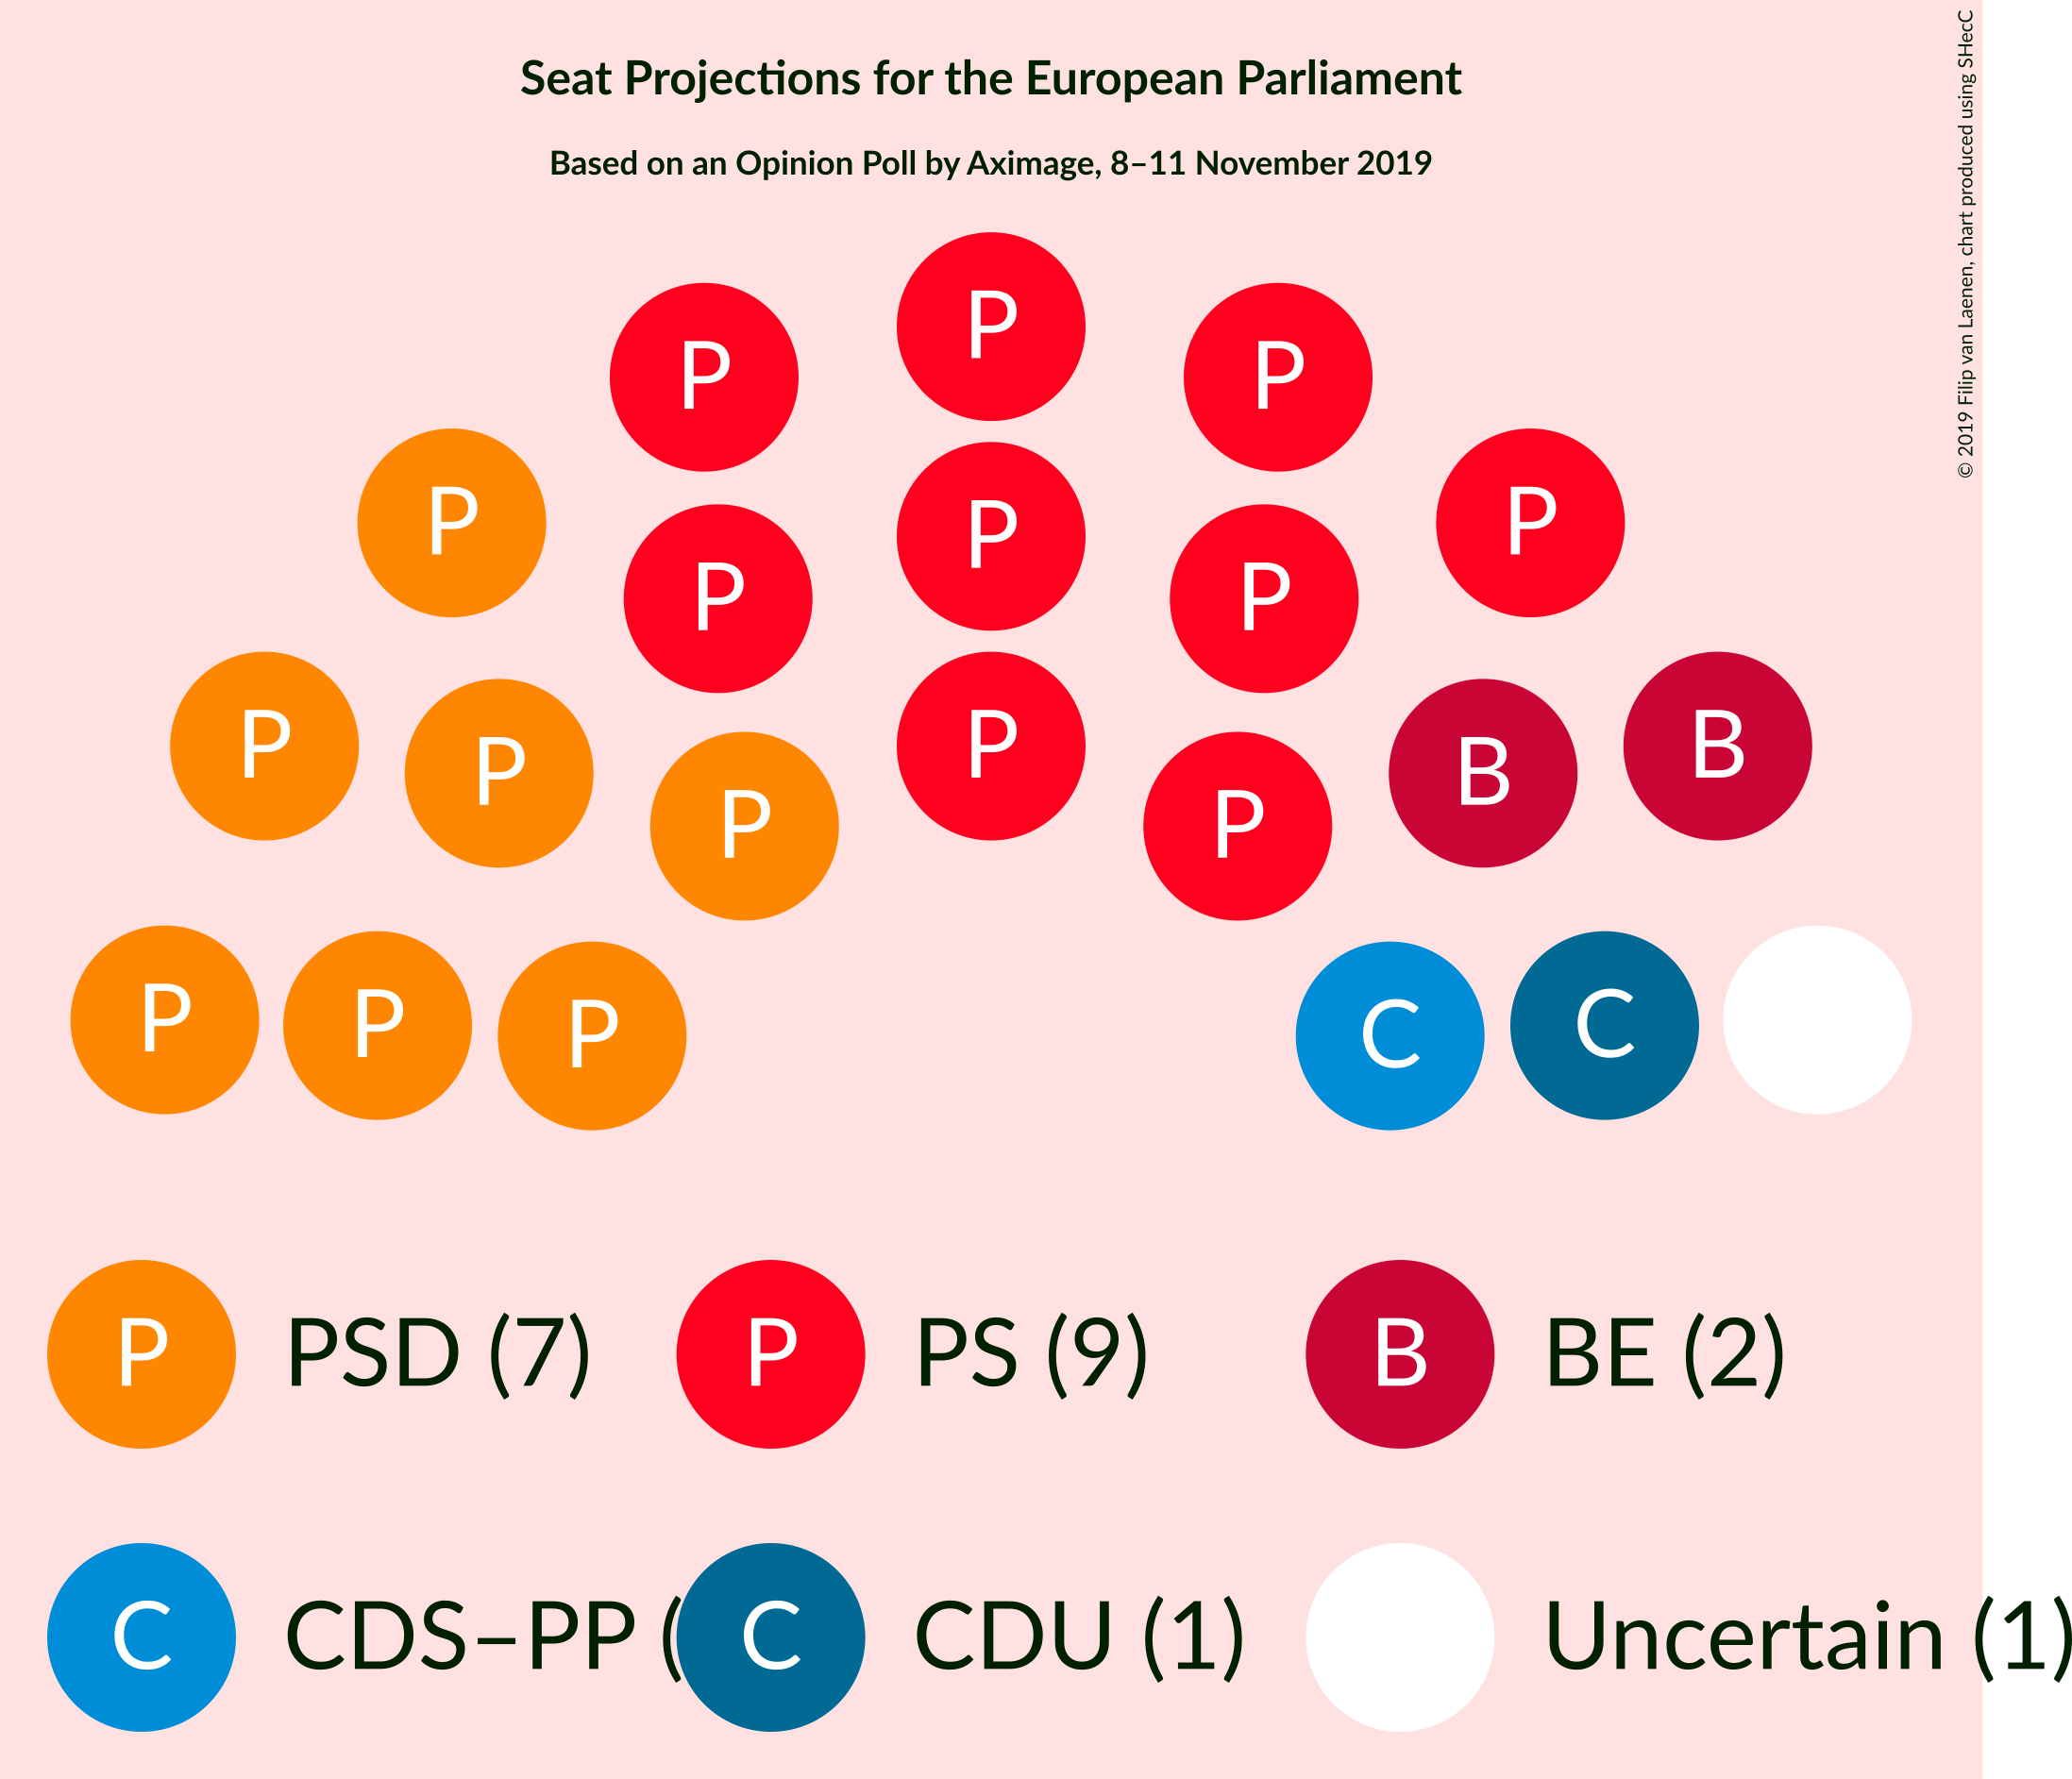 Seat Projections for the European Parliament
Based on an Opinion Poll by Aximage, 8–11 November 2019
© 2019 Filip van Laenen, chart produced using SHecC
P
P P
P P
P
P P
P
P P
P P B B
P P
P P P C C
P PSD (7) P PS (9) B BE (2)
C CDS–PP ( C CDU (1) Uncertain (1)